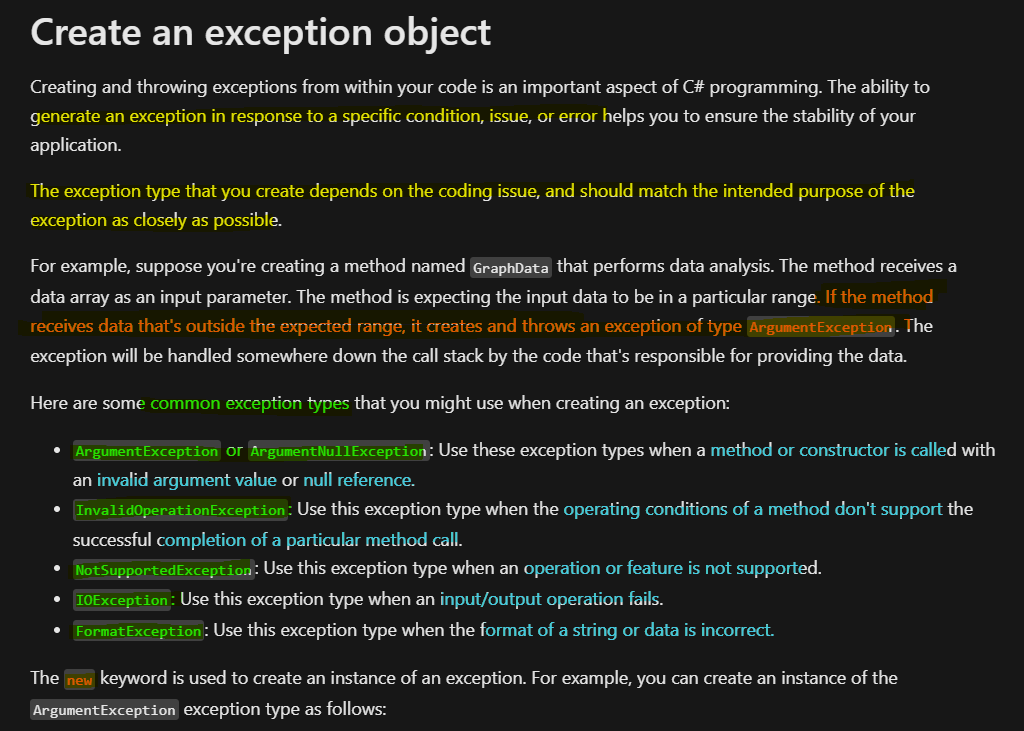 Create an exception object
Creating and throwing exceptions from within your code is an important aspect of C# programming. The ability to
generate an exception in response to a specific condition, issue, or error helps you to ensure the stability of your
application.
The exception type that you create depends on the coding issue, and should match the intended purpose of the
exception as closely as possible.
For example, suppose you're creating a method named GraphData that performs data analysis. The method receives a
data array as an input parameter. The method is expecting the input data to be in a particular range. If the method
receives data that's outside the expected range, it creates and throws an exception of type ArgumentException. The
exception will be handled somewhere down the call stack by the code that's responsible for providing the data.
Here are some common exception types that you might use when creating an exception:
• ArgumentException or ArgumentNullException: Use these exception types when a method or constructor is called with
an invalid argument value or null reference.
• InvalidOperationException: Use this exception type when the operating conditions of a method don't support the
successful completion of a particular method call.
• NotSupportedException: Use this exception type when an operation or feature is not supported.
• IOException: Use this exception type when an input/output operation fails.
• FormatException: Use this exception type when the format of a string or data is incorrect.
The new keyword is used to create an instance of an exception. For example, you can create an instance of the
ArgumentException exception type as follows: